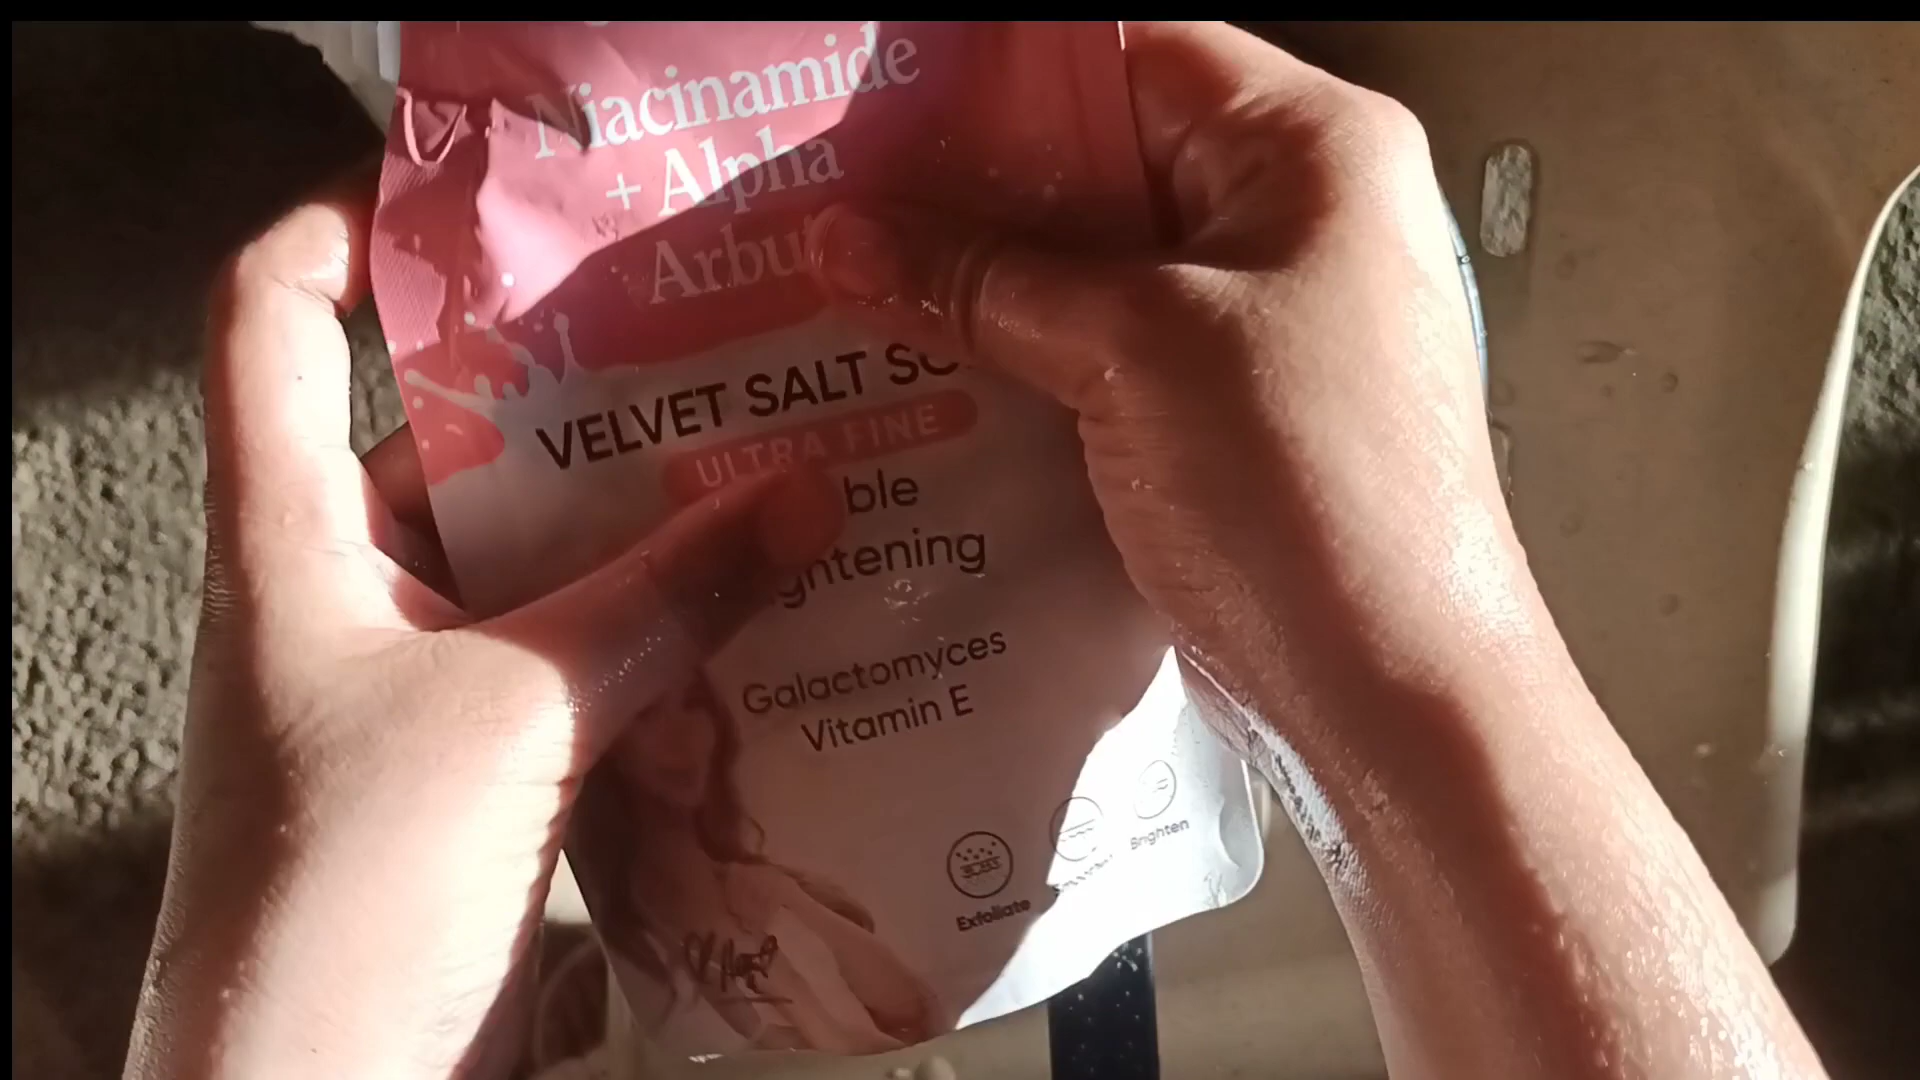 Niacinamide
+ Alpha
Arbu
VELVET SALT SC
ULTRA FINE
ble
ghtening
Galactomyces
Vitamin E
Exfoliate
Brighten